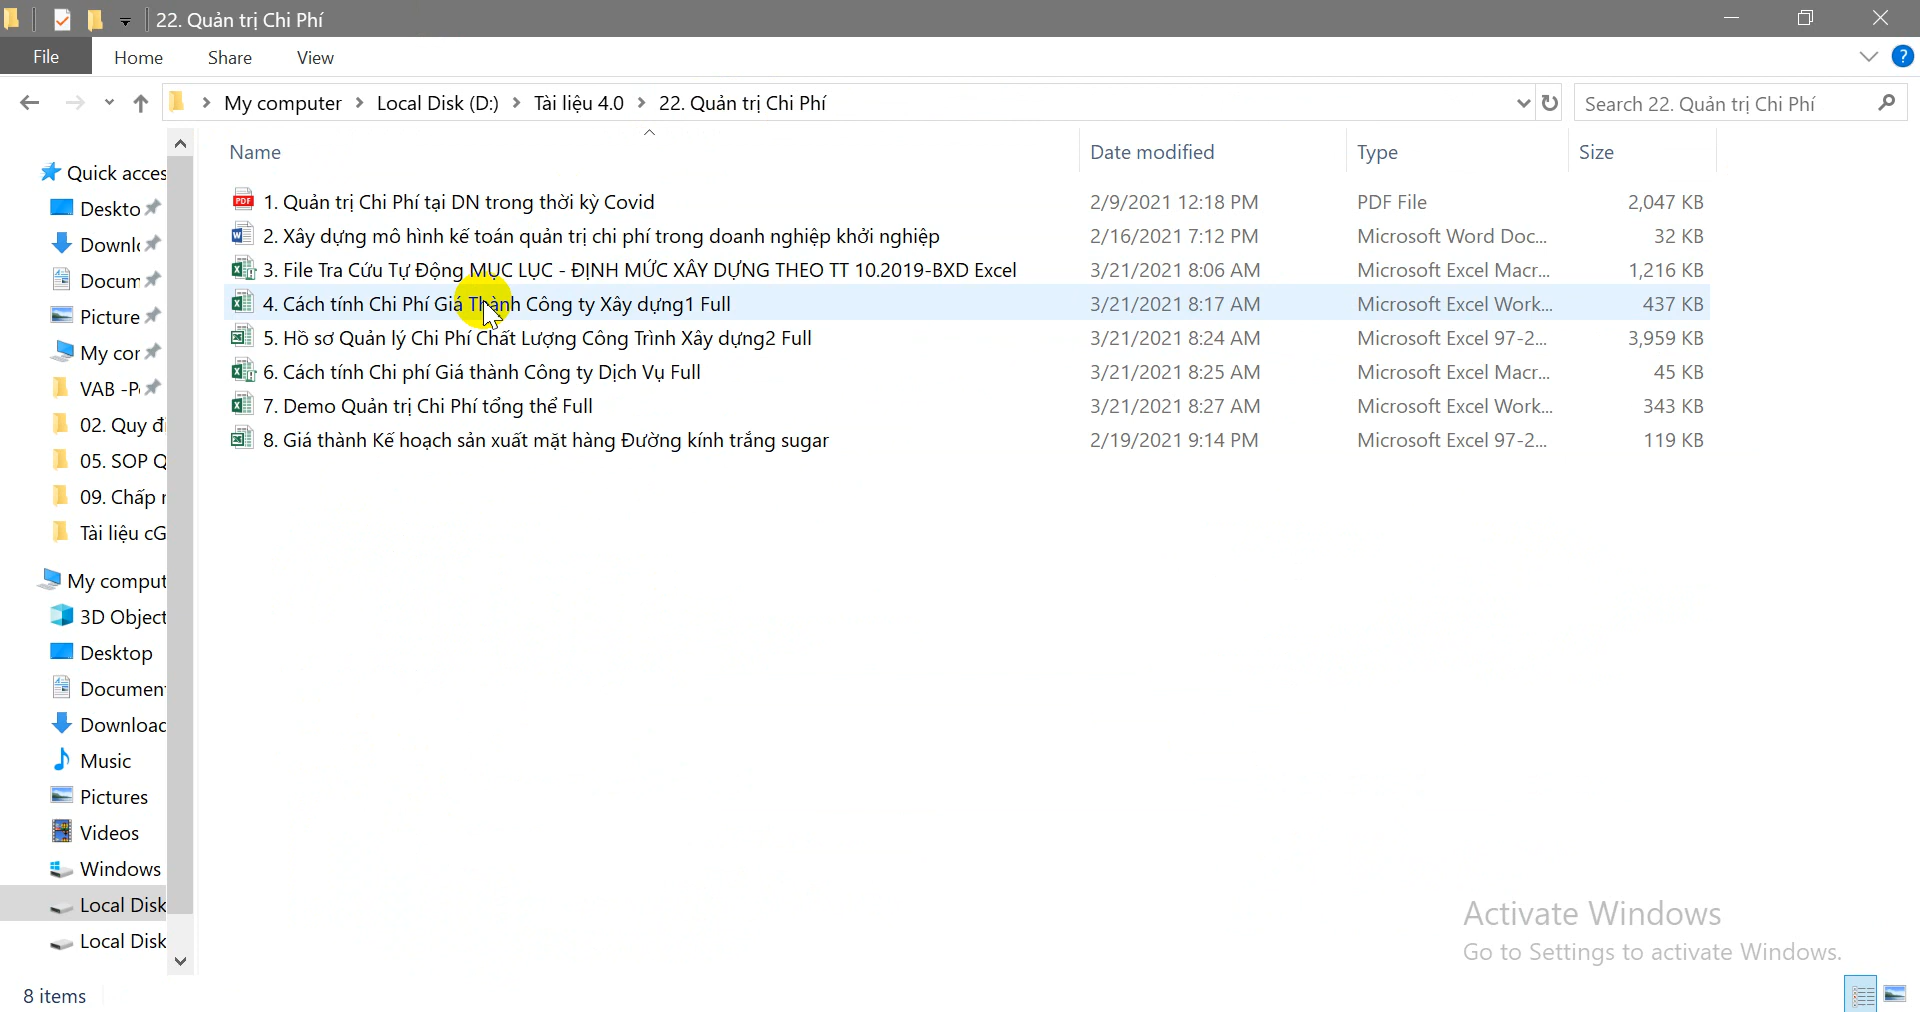 22. Quản trị Chi Phí
File Home Share View
My computer Local Disk (D:) Tài liệu 4.0 22. Quản trị Chi Phí Search 22. Quản trị Chi Phí
Name Date modified Type Size
1. Quản trị Chi Phí tại DN trong thời kỳ Covid 2/9/2021 12:18 PM PDF File 2,047 KB
2. Xây dựng mô hình kế toán quản trị chi phí trong doanh nghiệp khởi nghiệp 2/16/2021 7:12 PM Microsoft Word Doc... 32 KB
3. File Tra Cứu Tự Động MỤC LỤC - ĐỊNH MỨC XÂY DỰNG THEO TT 10.2019-BXD Excel 3/21/2021 8:06 AM Microsoft Excel Macr... 1,216 KB
4. Cách tính Chi Phí Giá Thành Công ty Xây dựng1 Full 3/21/2021 8:17 AM Microsoft Excel Work... 437 KB
5. Hồ sơ Quản lý Chi Phí Chất Lượng Công Trình Xây dựng2 Full 3/21/2021 8:24 AM Microsoft Excel 97-2... 3,959 KB
6. Cách tính Chi phí Giá thành Công ty Dịch Vụ Full 3/21/2021 8:25 AM Microsoft Excel Macr... 45 KB
7. Demo Quản trị Chi Phí tổng thể Full 3/21/2021 8:27 AM Microsoft Excel Work... 343 KB
8. Giá thành Kế hoạch sản xuất mặt hàng Đường kính trắng sugar 2/19/2021 9:14 PM Microsoft Excel 97-2... 119 KB
Quick acces
Deskto
Downl
Docum
Picture
My cor
VAB -P
02. Quy đ
05. SOP Q
09. Chấp
Tài liệu cG
My comput
3D Object
Desktop
Documen
Downloac
Music
Pictures
Videos
Windows
Local Disk
Local Disk
Activate Windows
Go to Settings to activate Windows.
8 items